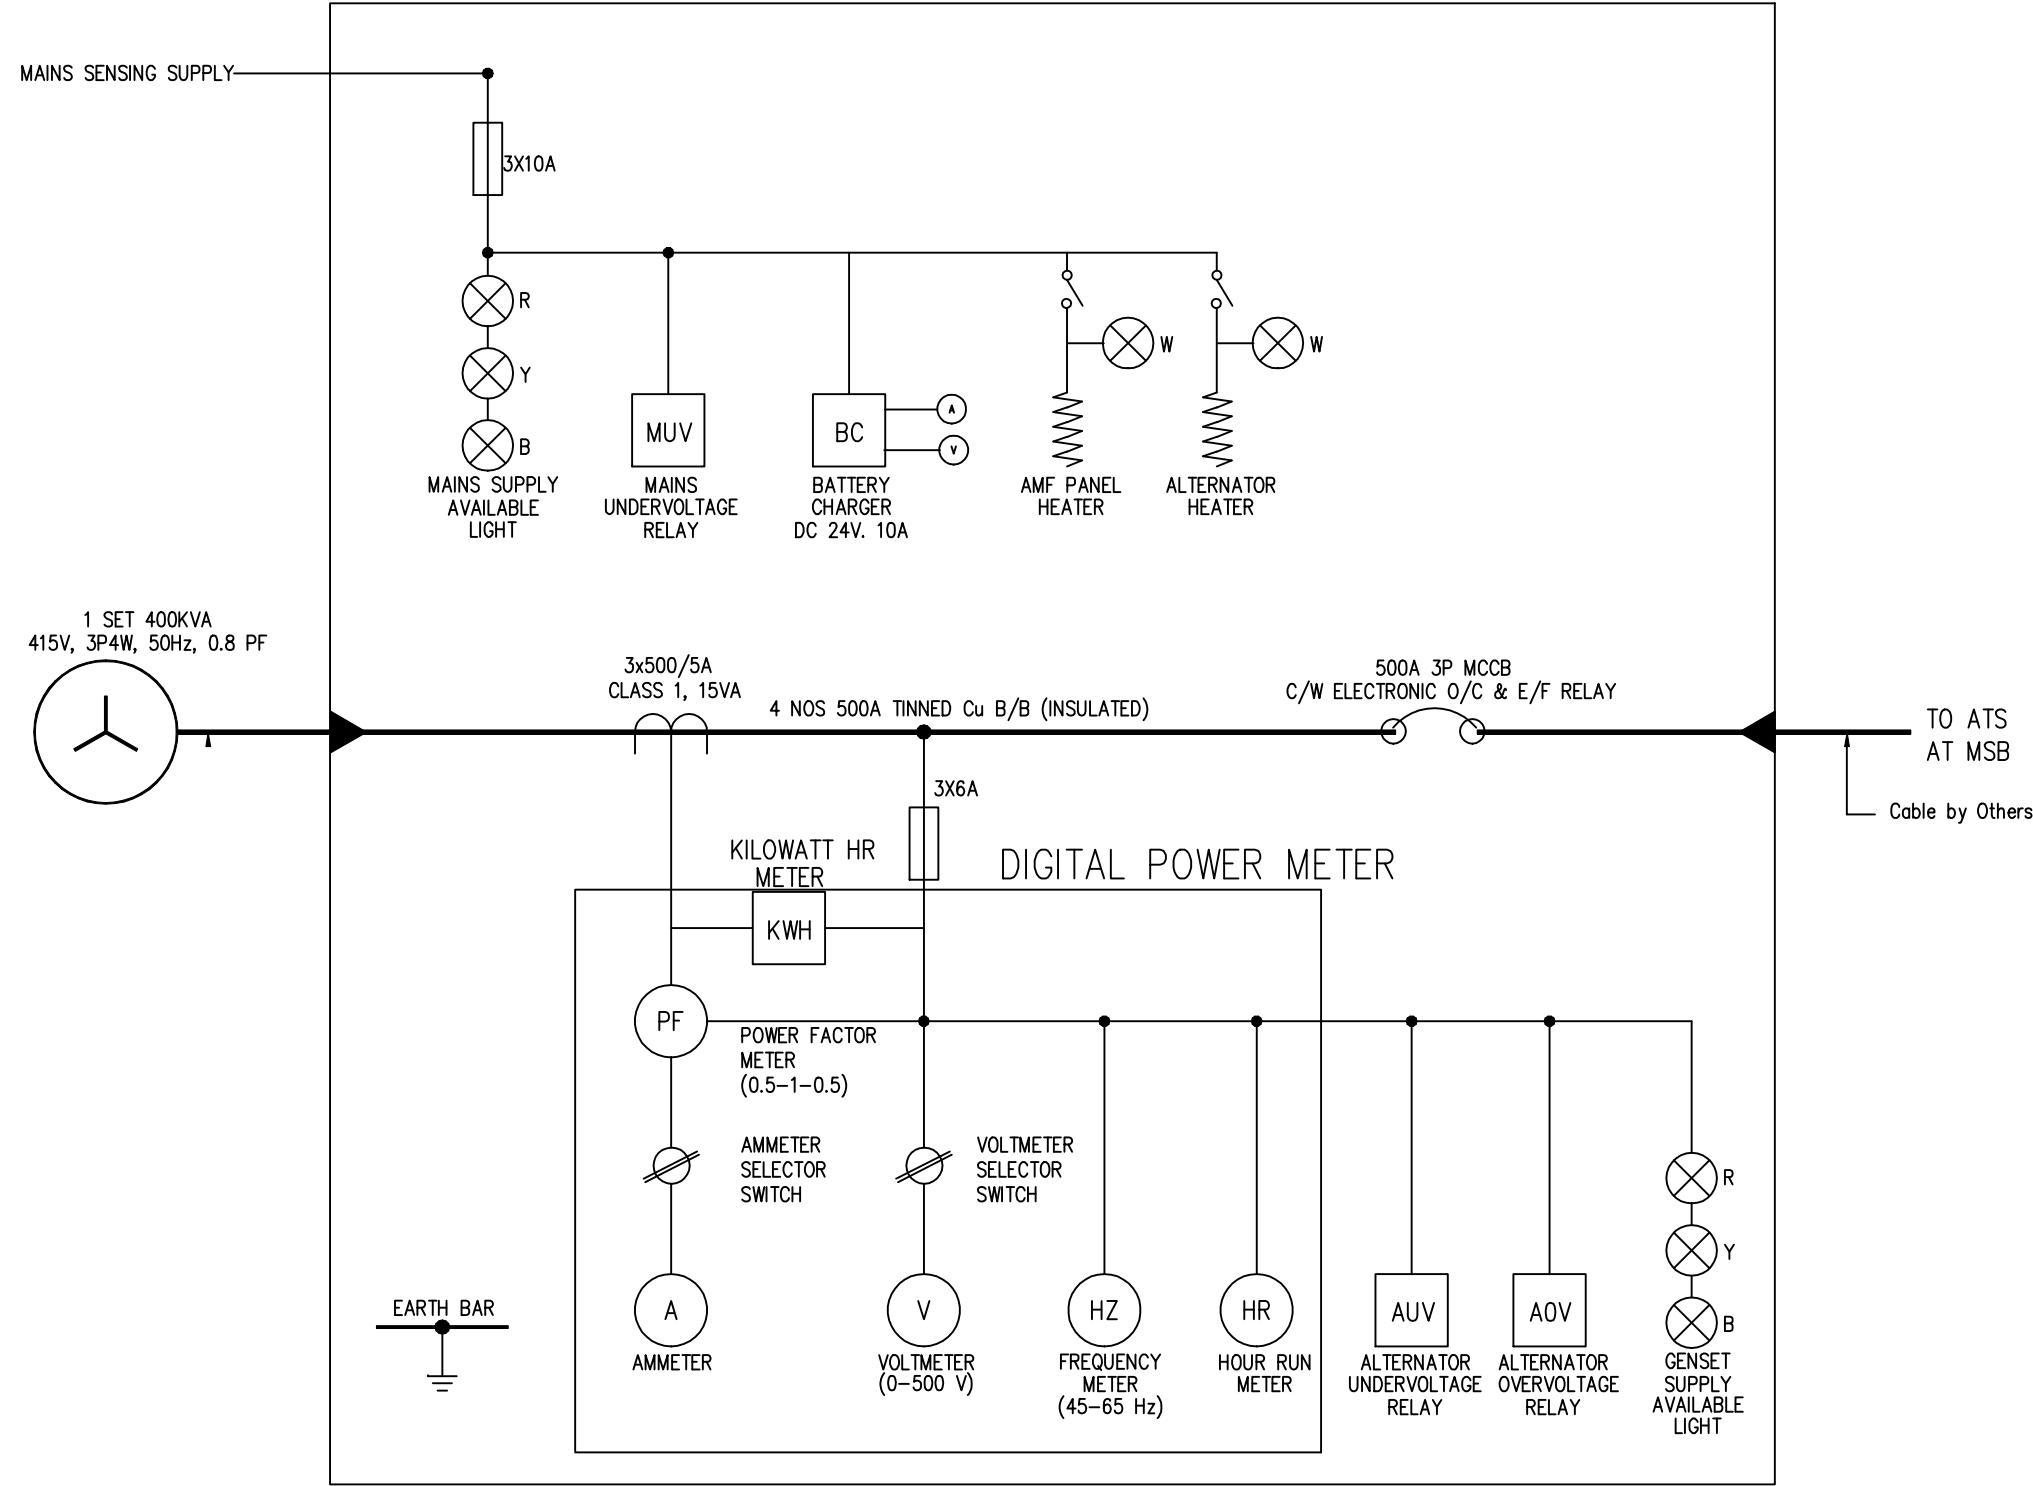 MAINS SENSING SUPPLY
3X10A
R
Y
B
W
W
MUV
BC
A
V
MAINS SUPPLY
AVAILABLE
LIGHT
MAINS
UNDERVOLTAGE
RELAY
BATTERY
CHARGER
DC 24V. 10A
AMF PANEL
HEATER
ALTERNATOR
HEATER
1 SET 400KVA
415V, 3P4W, 50Hz, 0.8 PF
3x500/5A
CLASS 1, 15VA
4 NOS 500A TINNED Cu B/B (INSULATED)
500A 3P MCCB
C/W ELECTRONIC O/C & E/F RELAY
TO ATS
AT MSB
Cable by Others
3X6A
KILOWATT HR
METER
DIGITAL POWER METER
KWH
PF
POWER FACTOR
METER
(0.5-1-0.5)
AMMETER
SELECTOR
SWITCH
VOLTMETER
SELECTOR
SWITCH
R
Y
B
EARTH BAR
A
V
HZ
HR
AUV
AOV
AMMETER
VOLTMETER
(0-500 V)
FREQUENCY
METER
(45-65 Hz)
HOUR RUN
METER
ALTERNATOR
UNDERVOLTAGE
RELAY
ALTERNATOR
OVERVOLTAGE
RELAY
GENSET
SUPPLY
AVAILABLE
LIGHT